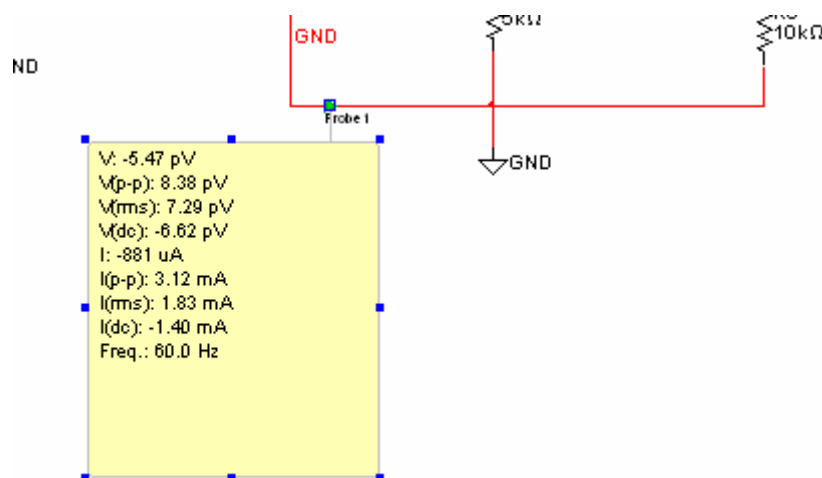 5kΩ
10kΩ
GND
ND
Probe 1
GND
V: -5.47 pV
V(p-p): 8.38 pV
V(rms): 7.29 pV
V(dc): -6.62 pV
I: -881 uA
I(p-p): 3.12 mA
I(rms): 1.83 mA
I(dc): -1.40 mA
Freq.: 60.0 Hz